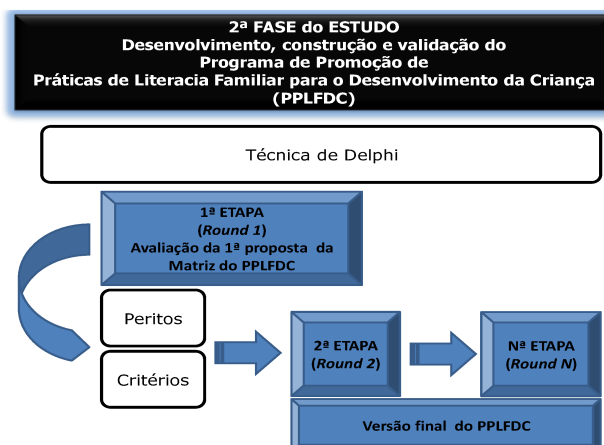 2ª FASE do ESTUDO
Desenvolvimento, construção e validação do
Programa de Promoção de
Práticas de Literacia Familiar para o Desenvolvimento da Criança
(PPLFDC)
Técnica de Delphi
1ª ETAPA
(Round 1)
Avaliação da 1ª proposta da
Matriz do PPLFDC
Peritos
Critérios
2ª ETAPA
(Round 2)
Nª ETAPA
(Round N)
Versão final do PPLFDC